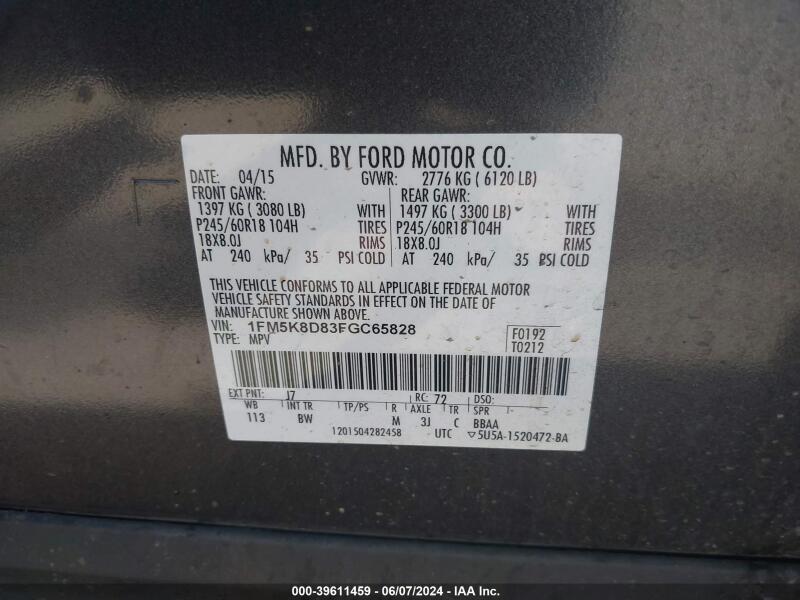 MFD. BY FORD MOTOR CO.
DATE: 04/15 GVWR: 2776 KG ( 6120 LB)
FRONT GAWR: REAR GAWR:
1397 KG ( 3080 LB) WITH 1497 KG ( 3300 LB) WITH
P245/60R18 104H TIRES P245/60R18 104H TIRES
18X8.0J RIMS 18X8.0J RIMS
AT 240 kPa/ 35 PSI COLD AT 240 kPa/ 35 PSI COLD
THIS VEHICLE CONFORMS TO ALL APPLICABLE FEDERAL MOTOR
VEHICLE SAFETY STANDARDS IN EFFECT ON THE DATE OF
MANUFACTURE SHOWN ABOVE.
VIN: 1FM5K8D83FGC65828 F0192
TYPE: MPV T0212
EXT PNT: J7 RC: 72 DSO:
WB INT TR TP/PS R AXLE TR SPR
113 BW M 3J C BBAA
1201504282458 UTC ▽5U5A-1520472-BA
000-39611459 - 06/07/2024 - IAA Inc.